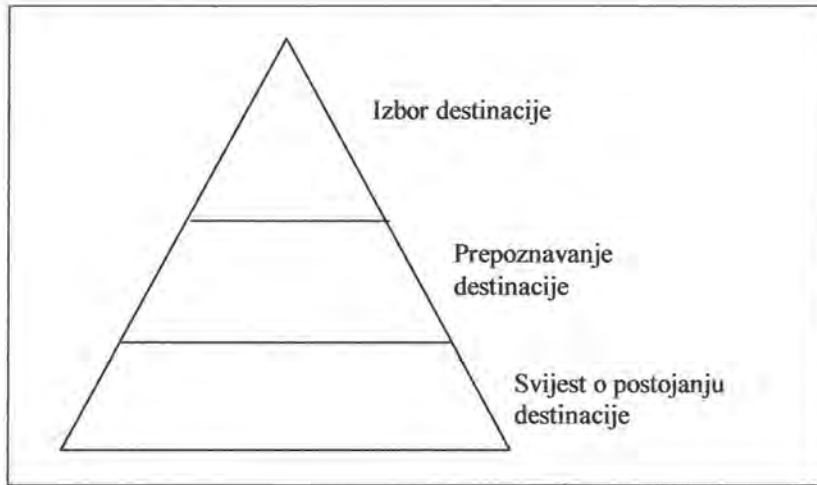 Izbor destinacije
Prepoznavanje
destinacije
Svijest o postojanju
destinacije